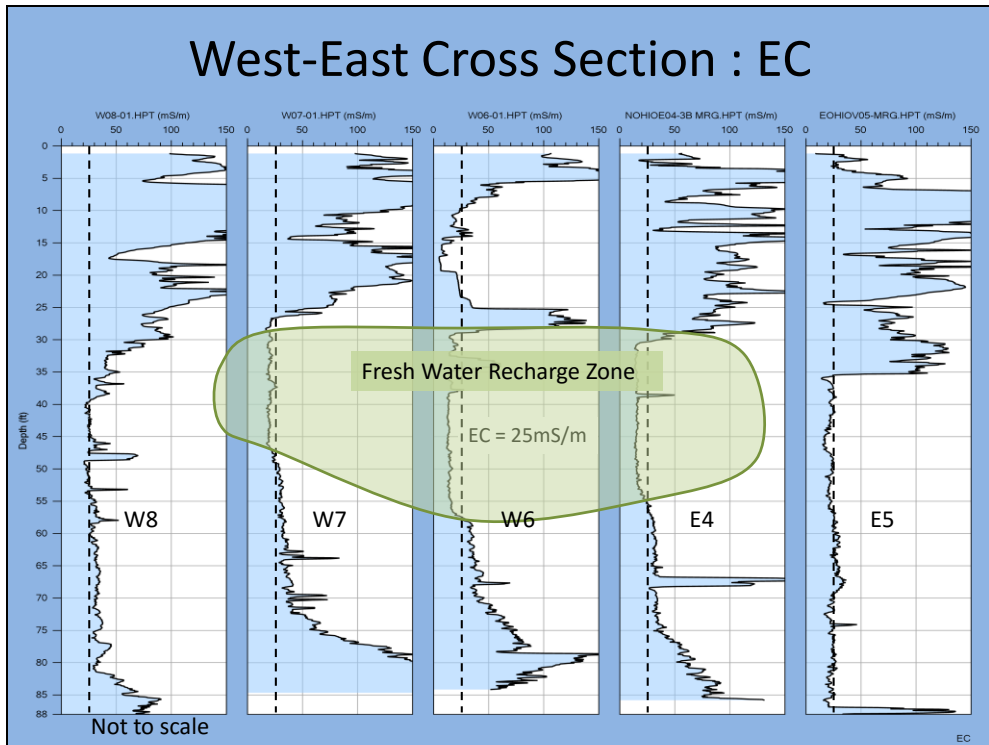 West-East Cross Section : EC
W08-01.HPT (mS/m)
W07-01.HPT (mS/m)
W06-01.HPT (mS/m)
NOHIOE04-3B MRG.HPT (mS/m)
EOHIOV05-MRG.HPT (mS/m)
0 50 100 150
0 50 100 150
0 50 100 150
0 50 100 150
0 50 100 150
0
5
10
15
20
25
30
35
40
45
50
55
60
65
70
75
80
85
88
Depth (ft)
Fresh Water Recharge Zone
EC = 25mS/m
W8
W7
W6
E4
E5
Not to scale
EC